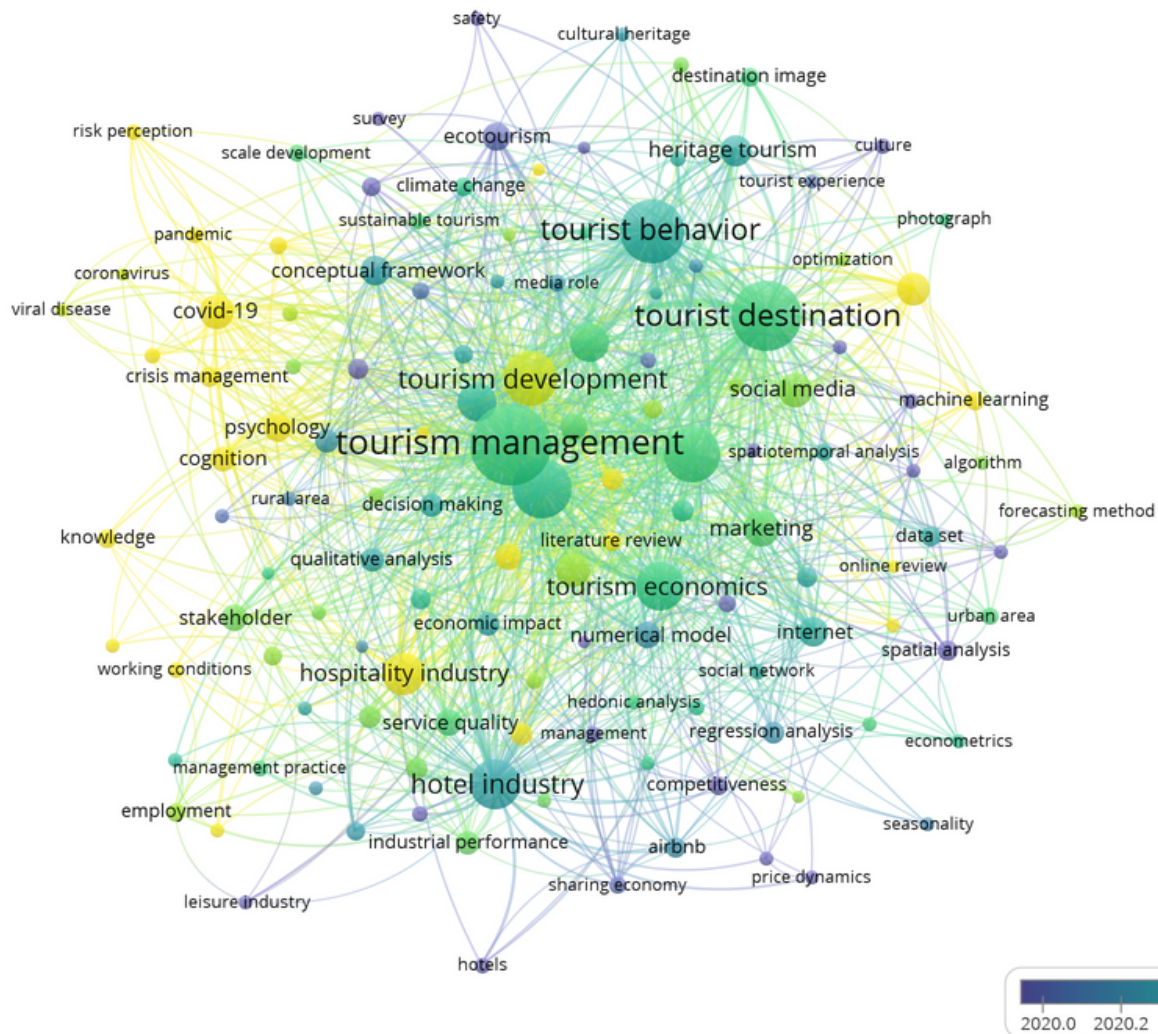 safety
cultural heritage
destination image
survey
risk perception
ecotourism
scale development
heritage tourism
culture
climate change
tourist experience
sustainable tourism
photograph
tourist behavior
pandemic
optimization
coronavirus
conceptual framework
media role
viral disease
covid-19
tourist destination
crisis management
tourism development
social media
machine learning
psychology
tourism management
cognition
spatiotemporal analysis
algorithm
rural area
decision making
forecasting method
knowledge
literature review
marketing
data set
qualitative analysis
online review
tourism economics
stakeholder
economic impact
numerical model
internet
urban area
spatial analysis
working conditions
hospitality industry
social network
hedonic analysis
service quality
management
regression analysis
econometrics
management practice
hotel industry
competitiveness
employment
seasonality
industrial performance
airbnb
sharing economy
price dynamics
leisure industry
hotels
2020.0 2020.2